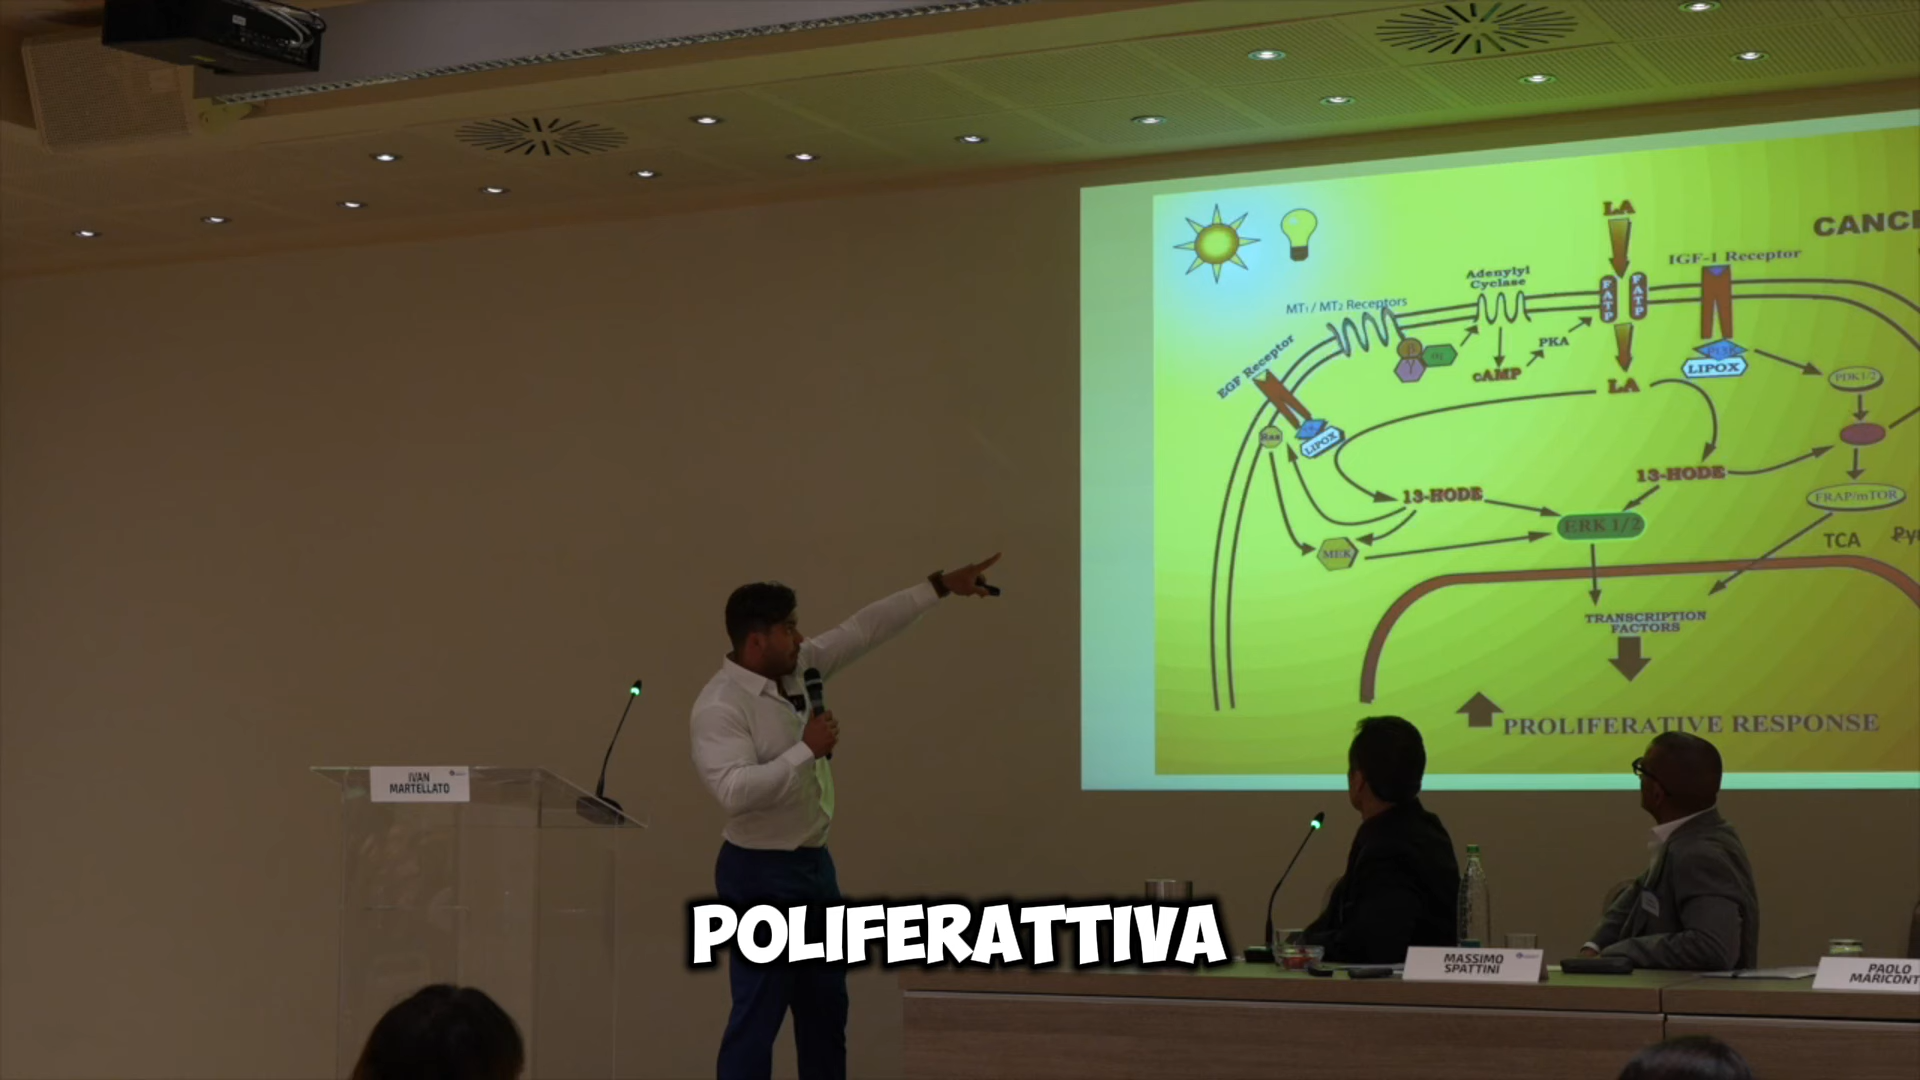 LA
CANC
IGF-1 Receptor
Adenylyl
Cyclase
MT1 / MT2 Receptors
FATP
FATP
EGF Receptor
PKA
LIPOX
cAMP
LA
PDK1/2
Ras
LIPOX
13-HODE
13-HODE
FRAP/mTOR
ERK 1/2
MEK
TCA
Py
TRANSCRIPTION
FACTORS
PROLIFERATIVE RESPONSE
IVAN
MARTELLATO
POLIFERATTIVA
MASSIMO
SPATTINI
PAOLO
MARICONT